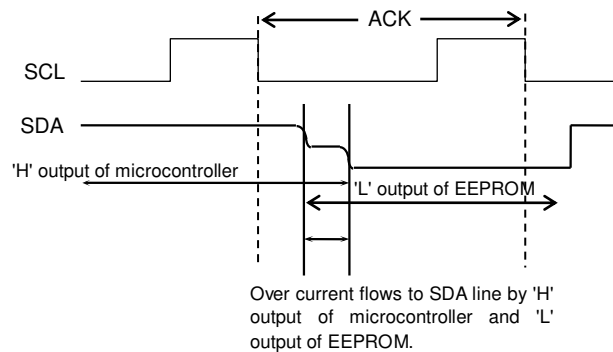 ACK
SCL
SDA
'H' output of microcontroller
'L' output of EEPROM
Over current flows to SDA line by 'H'
output of microcontroller and 'L'
output of EEPROM.